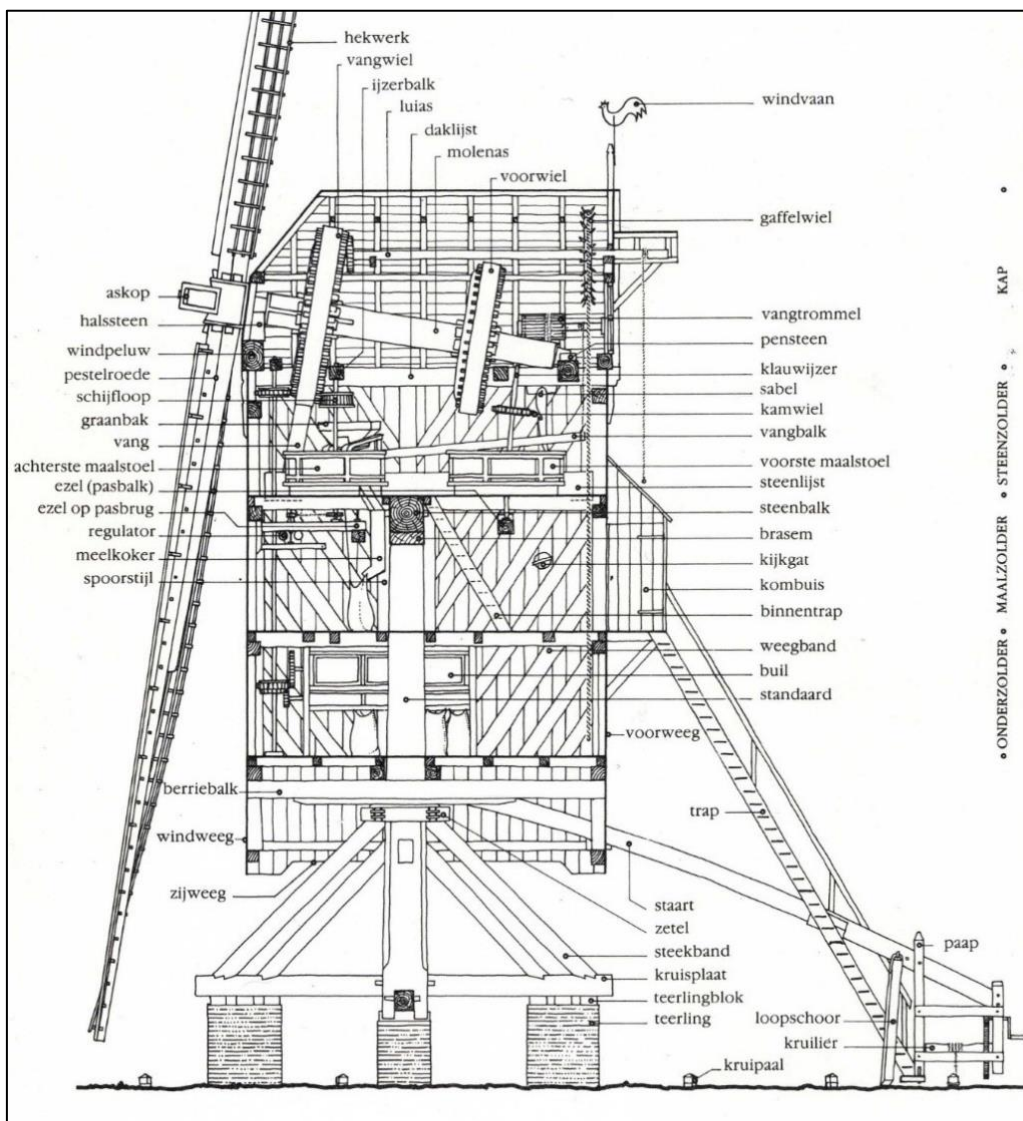 hekwerk
vangwiel
ijzerbalk
luias
daklijst
molenas
voorwiel
windvaan
gaffelwiel
askop
halssteen
windpeluw
pestelroede
schijfloop
graanbak
vang
achterste maalstoel
ezel (pasbalk)
ezel op pasbrug
regulator
meelkoker
spoorstijl
vangtrommel
pensteen
klauwijzer
sabel
kamwiel
vangbalk
voorste maalstoel
steenlijst
steenbalk
brasem
kijkgat
kombuis
binnentrap
weegband
buil
standaard
voorweeg
berriebalk
windweeg
zijweeg
trap
staart
zetel
steekband
kruisplaat
teerlingblok
teerling
kruipaal
paap
loopschoor
kruilier
ONDERZOLDER MAALZOLDER STEENZOLDER KAP